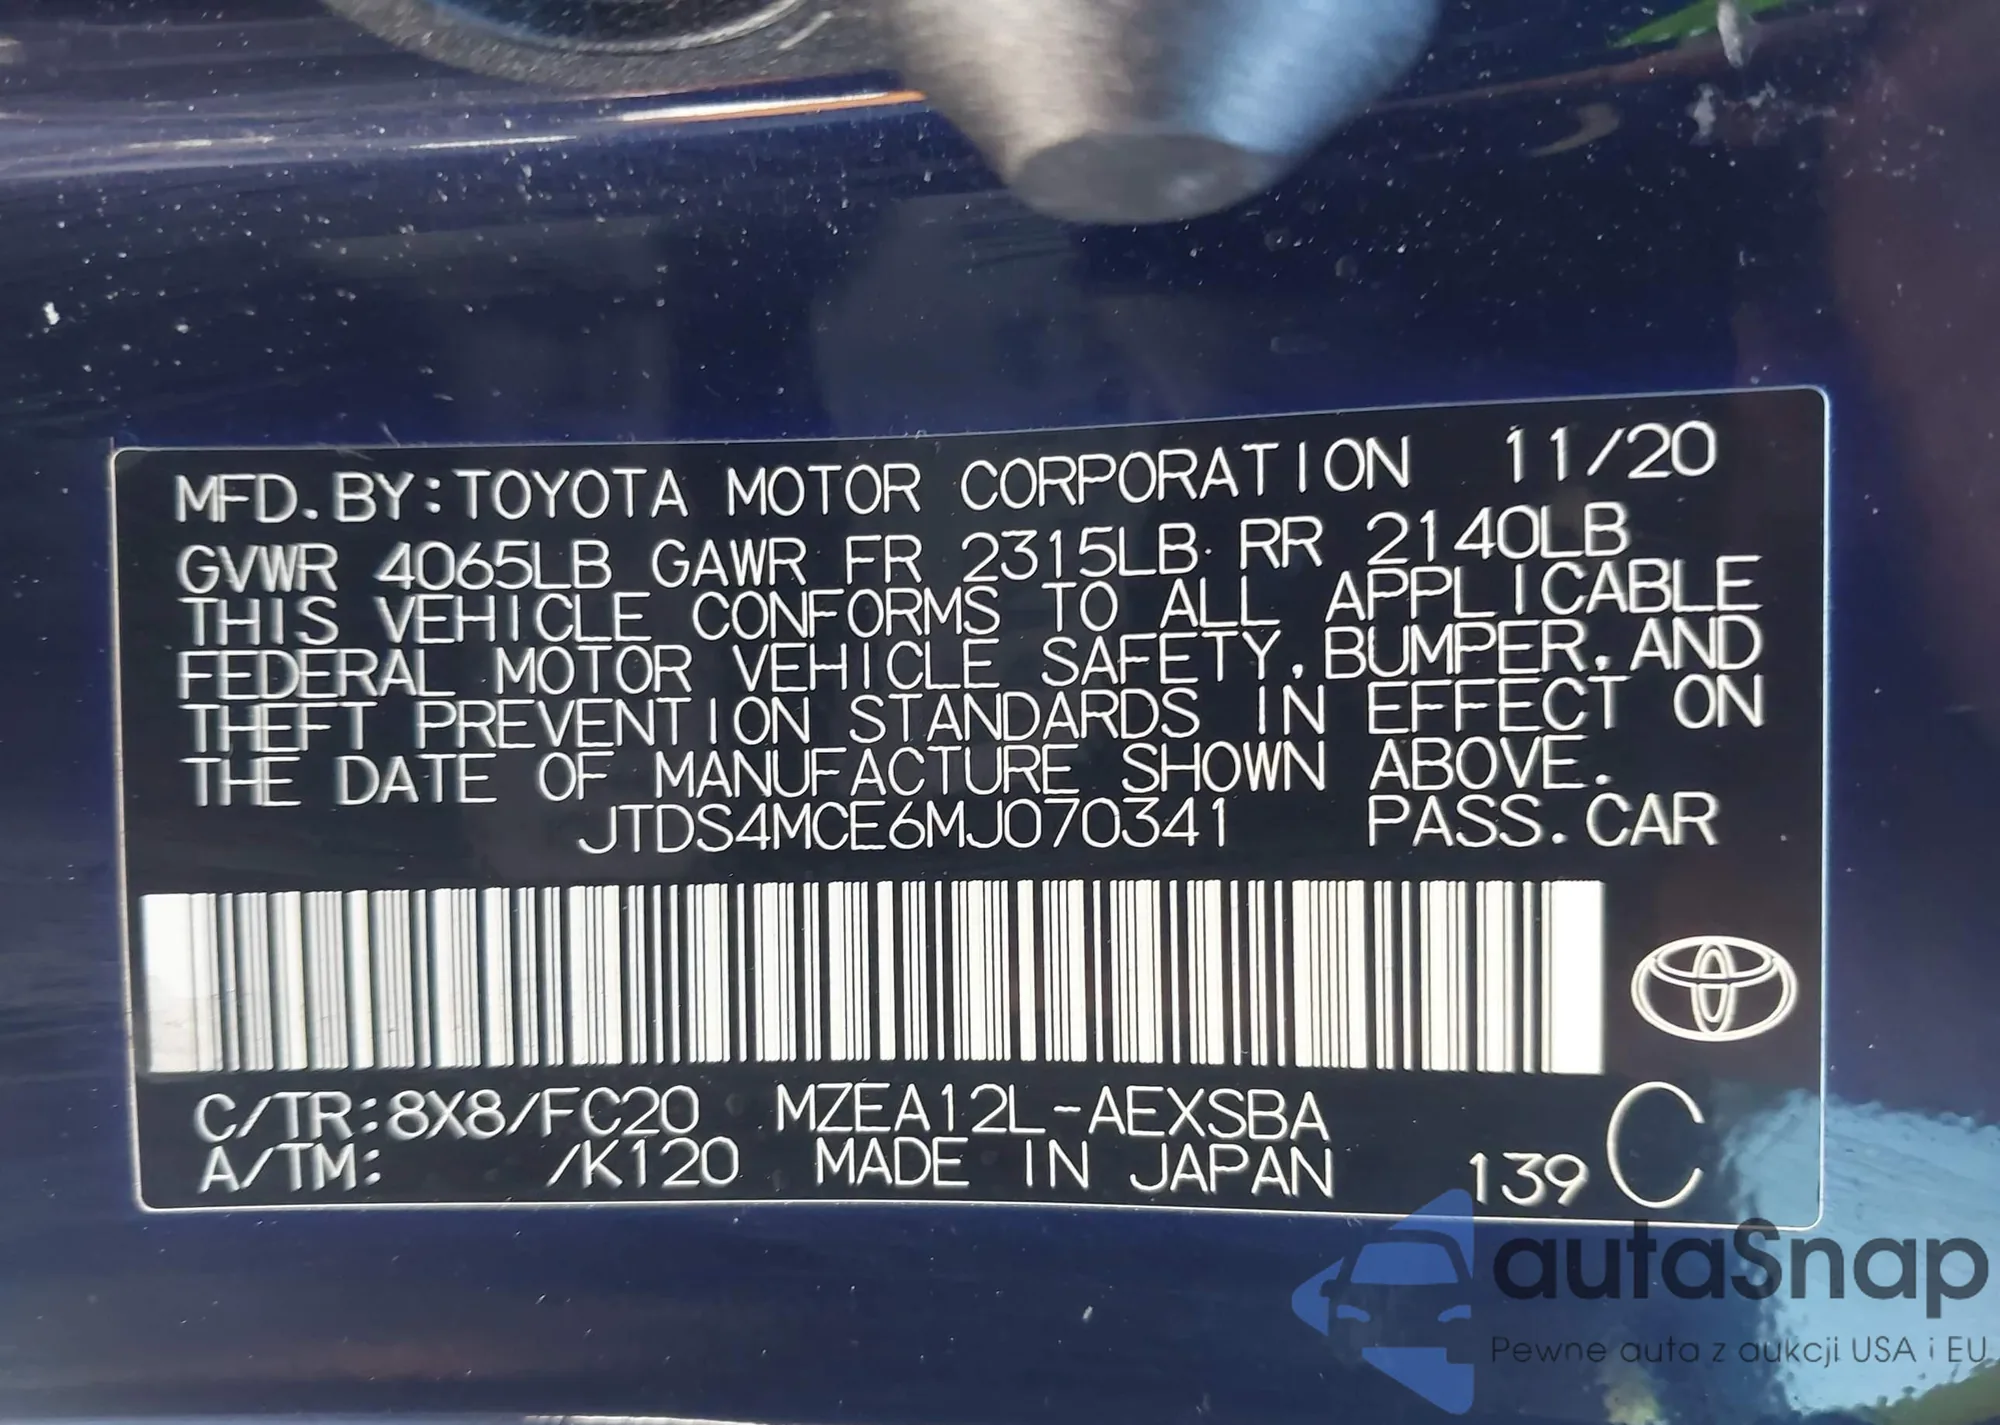 MFD. BY: TOYOTA MOTOR CORPORATION 11/20
GVWR 4065LB GAWR FR 2315LB RR 2140LB
THIS VEHICLE CONFORMS TO ALL APPLICABLE
FEDERAL MOTOR VEHICLE SAFETY, BUMPER, AND
THEFT PREVENTION STANDARDS IN EFFECT ON
THE DATE OF MANUFACTURE SHOWN ABOVE.
JTDS4MCE6MJ070341 PASS. CAR
C/TR: 8X8/FC20 MZEA12L-AEXSBA
A/TM: /K120 MADE IN JAPAN 139 C
autaSnap
Pewne auta z aukcji USA i EU